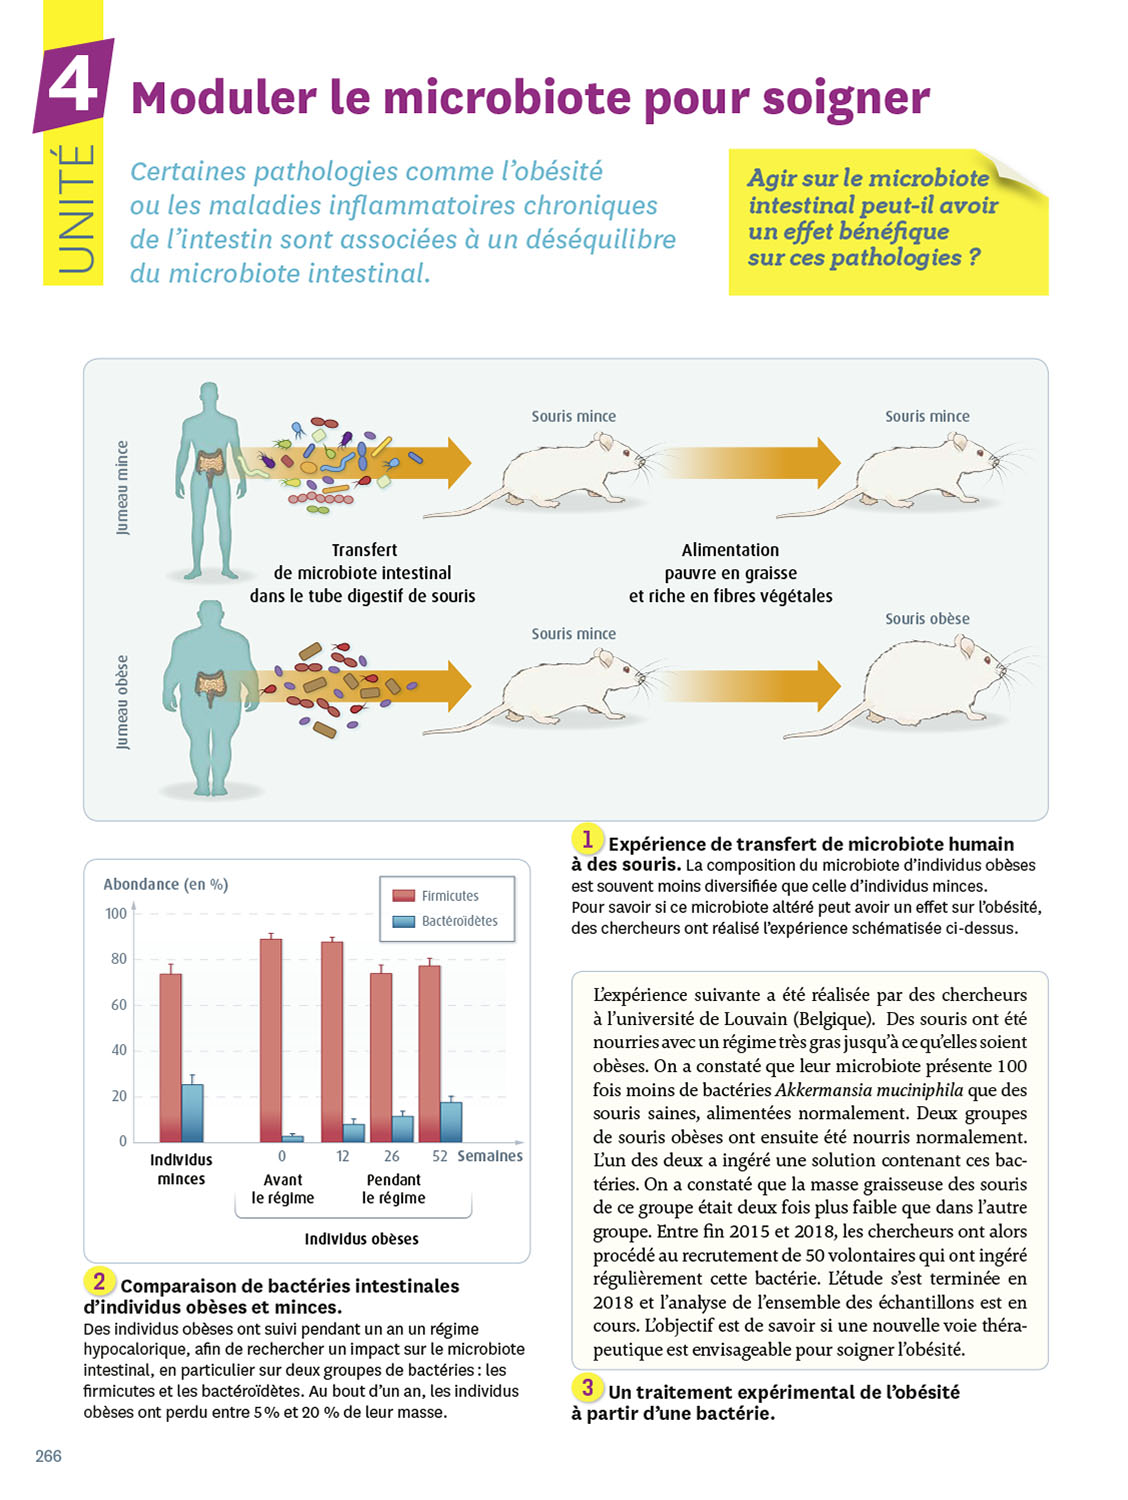 4
UNITÉ
Moduler le microbiote pour soigner
Certaines pathologies comme l'obésité
ou les maladies inflammatoires chroniques
de l'intestin sont associées à un déséquilibre
du microbiote intestinal.
Agir sur le microbiote
intestinal peut-il avoir
un effet bénéfique
sur ces pathologies ?
Jumeau mince
Souris mince
Souris mince
Transfert
de microbiote intestinal
dans le tube digestif de souris
Alimentation
pauvre en graisse
et riche en fibres végétales
Jumeau obèse
Souris mince
Souris obèse
1 Expérience de transfert de microbiote humain
à des souris. La composition du microbiote d'individus obèses
est souvent moins diversifiée que celle d'individus minces.
Pour savoir si ce microbiote altéré peut avoir un effet sur l'obésité,
des chercheurs ont réalisé l'expérience schématisée ci-dessus.
Abondance (en %)
Firmicutes
Bactéroïdètes
100
80
60
40
20
0
Individus
minces
0 12 26 52 Semaines
Avant
le régime
Pendant
le régime
Individus obèses
2 Comparaison de bactéries intestinales
d'individus obèses et minces.
Des individus obèses ont suivi pendant un an un régime
hypocalorique, afin de rechercher un impact sur le microbiote
intestinal, en particulier sur deux groupes de bactéries : les
firmicutes et les bactéroïdètes. Au bout d'un an, les individus
obèses ont perdu entre 5 % et 20 % de leur masse.
L'expérience suivante a été réalisée par des chercheurs
à l'université de Louvain (Belgique). Des souris ont été
nourries avec un régime très gras jusqu'à ce qu'elles soient
obèses. On a constaté que leur microbiote présente 100
fois moins de bactéries Akkermansia muciniphila que des
souris saines, alimentées normalement. Deux groupes
de souris obèses ont ensuite été nourris normalement.
L'un des deux a ingéré une solution contenant ces bac-
téries. On a constaté que la masse graisseuse des souris
de ce groupe était deux fois plus faible que dans l'autre
groupe. Entre fin 2015 et 2018, les chercheurs ont alors
procédé au recrutement de 50 volontaires qui ont ingéré
régulièrement cette bactérie. L'étude s'est terminée en
2018 et l'analyse de l'ensemble des échantillons est en
cours. L'objectif est de savoir si une nouvelle voie théra-
peutique est envisageable pour soigner l'obésité.
3 Un traitement expérimental de l'obésité
à partir d'une bactérie.
266